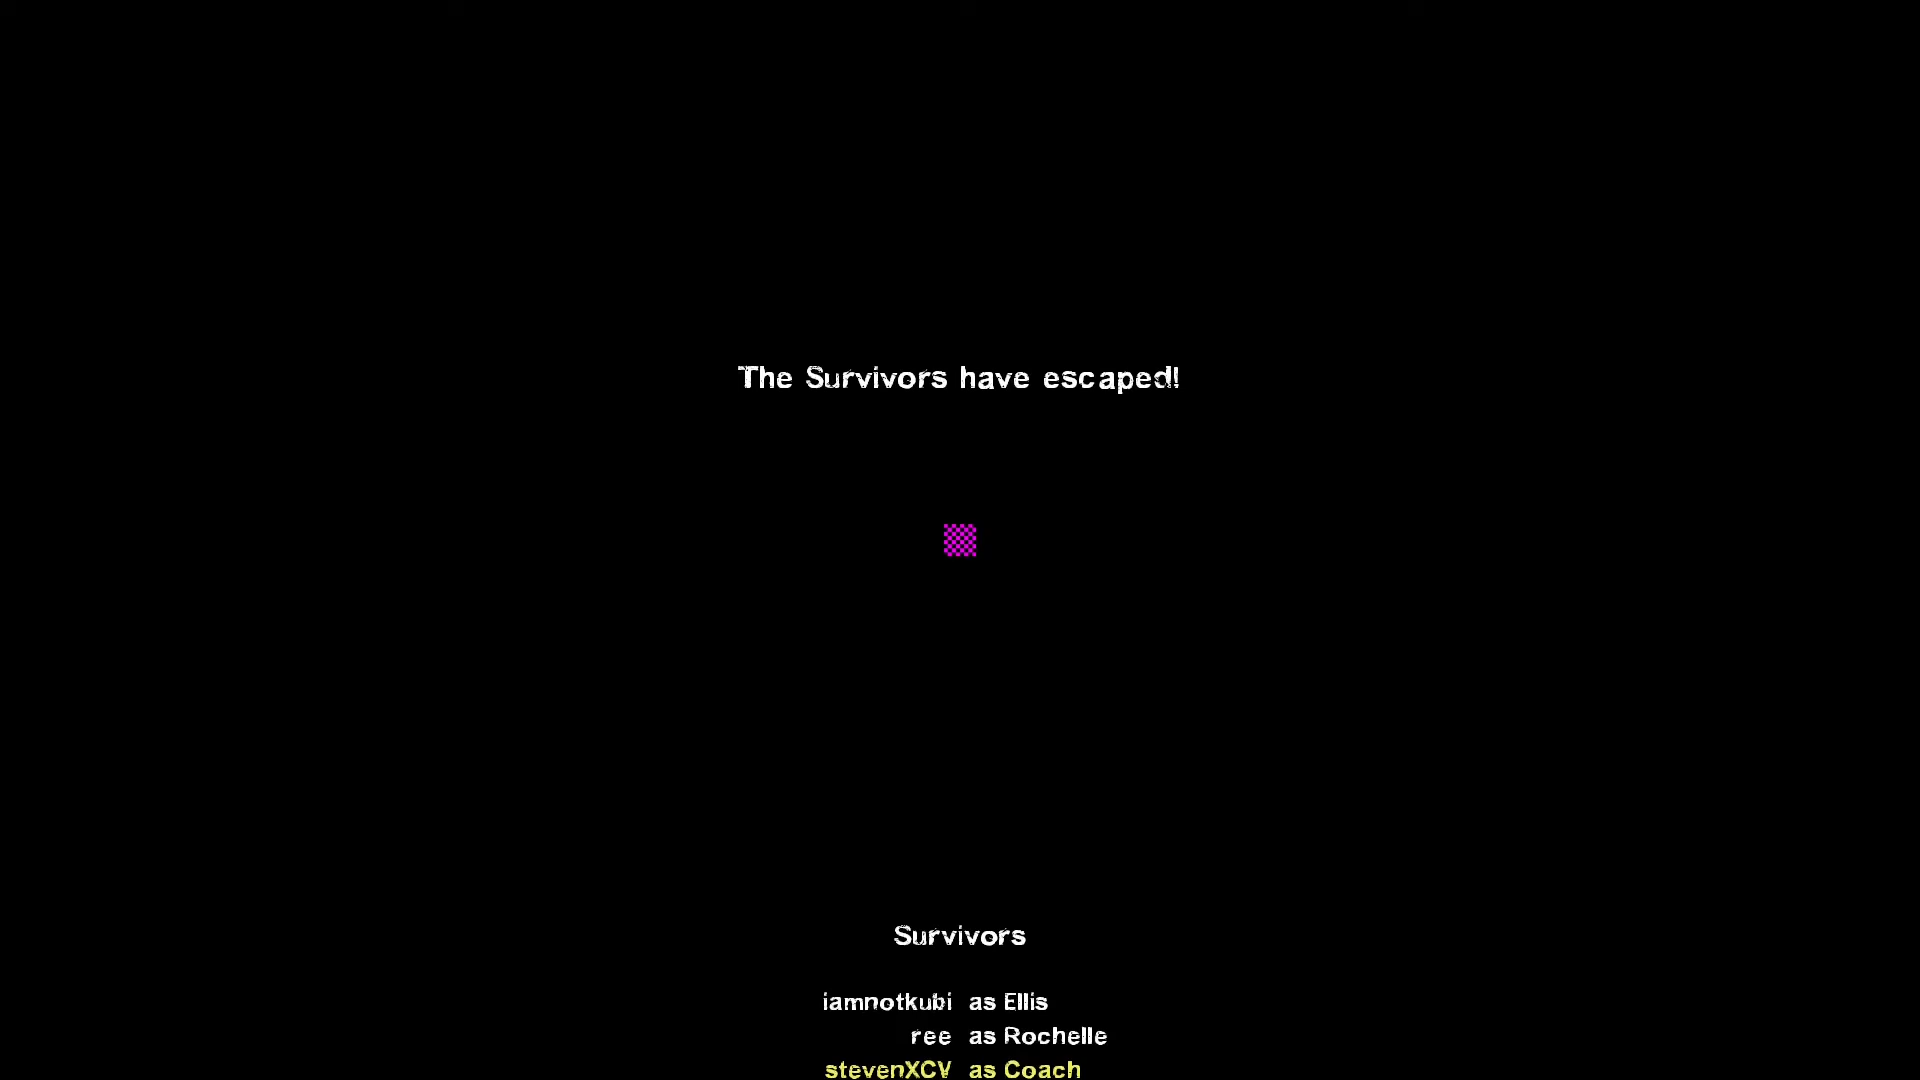 The Survivors have escaped!
Survivors
iamnotkubi as Ellis
ree as Rochelle
stevenXCV as Coach